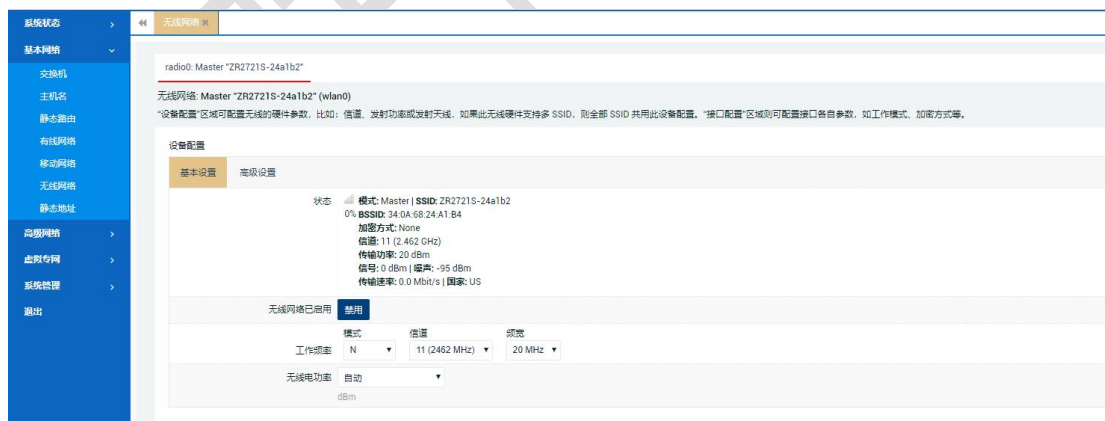 系统状态
基本网络
交换机
主机名
静态路由
有线网络
移动网络
无线网络
静态地址
高级网络
虚拟专网
系统管理
退出
无线网络
radio0: Master "ZR2721S-24a1b2"
无线网络: Master "ZR2721S-24a1b2" (wlan0)
"设备配置"区域可配置无线的硬件参数，比如：信道、发射功率或发射天线，如果此无线硬件支持多 SSID，则全部 SSID 共用此设备配置。"接口配置"区域则可配置接口各自参数，如工作模式、加密方式等。
设备配置
基本设置 高级设置
状态 模式: Master | SSID: ZR2721S-24a1b2
0% BSSID: 34:0A:68:24:A1:B4
加密方式: None
信道: 11 (2.462 GHz)
传输功率: 20 dBm
信号: 0 dBm | 噪声: -95 dBm
传输速率: 0.0 Mbit/s | 国家: US
无线网络已启用 禁用
模式 信道 频宽
工作频率 N 11 (2462 MHz) 20 MHz
无线电功率 自动
dBm